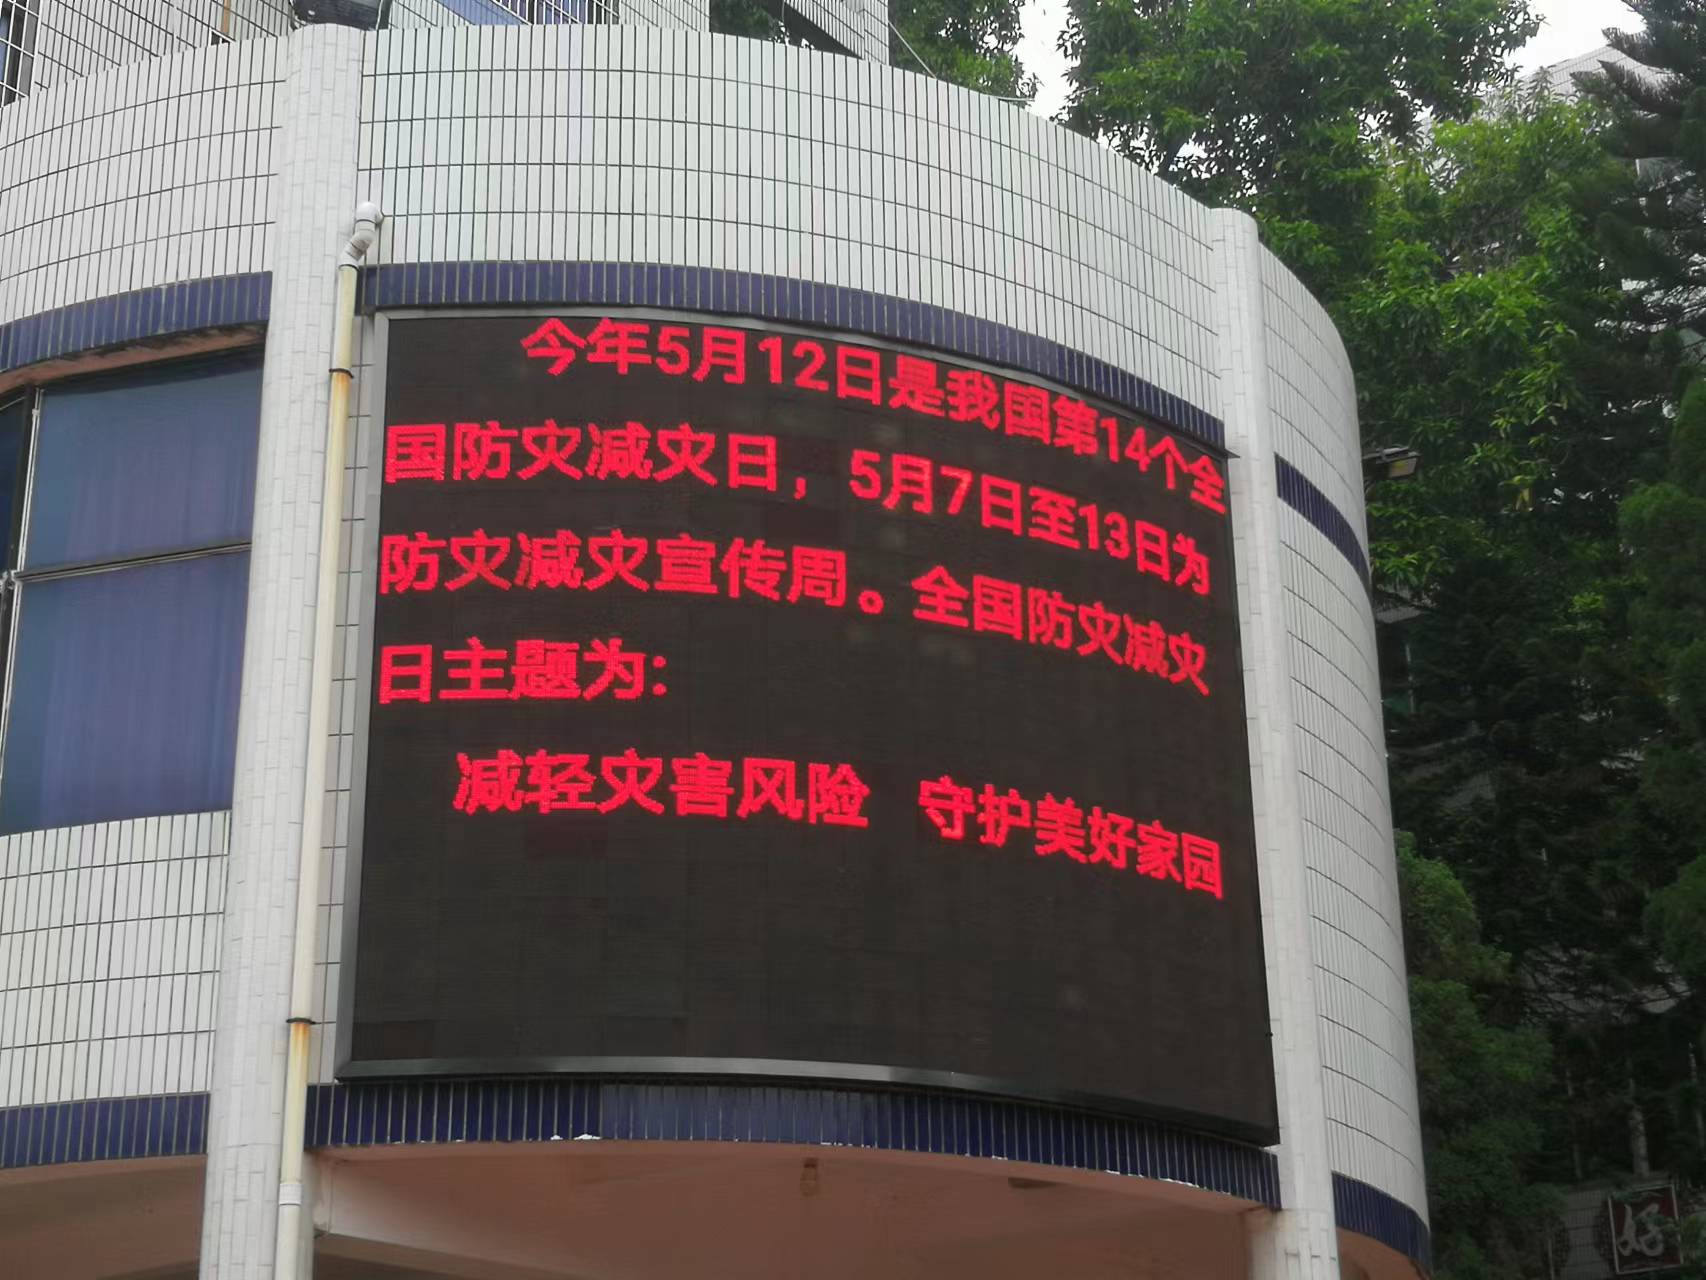 今年5月12日是我国第14个全
国防灾减灾日，5月7日至13日为
防灾减灾宣传周。全国防灾减灾
日主题为:
减轻灾害风险 守护美好家园
好